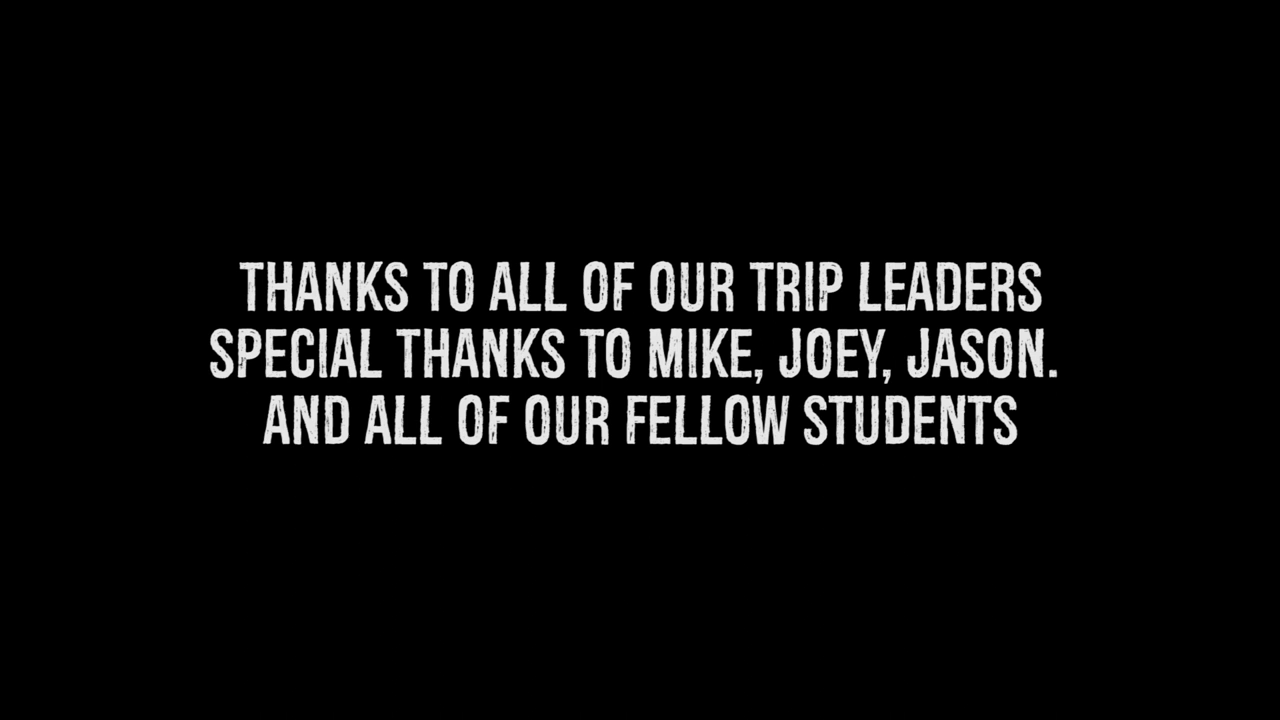 THANKS TO ALL OF OUR TRIP LEADERS
SPECIAL THANKS TO MIKE, JOEY, JASON.
AND ALL OF OUR FELLOW STUDENTS